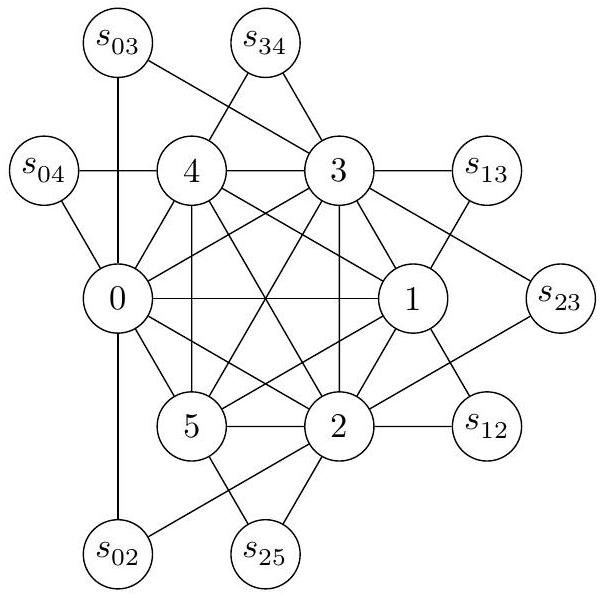 s₀₃ s₃₄
s₀₄ 4 3 s₁₃
0 1 s₂₃
5 2 s₁₂
s₀₂ s₂₅